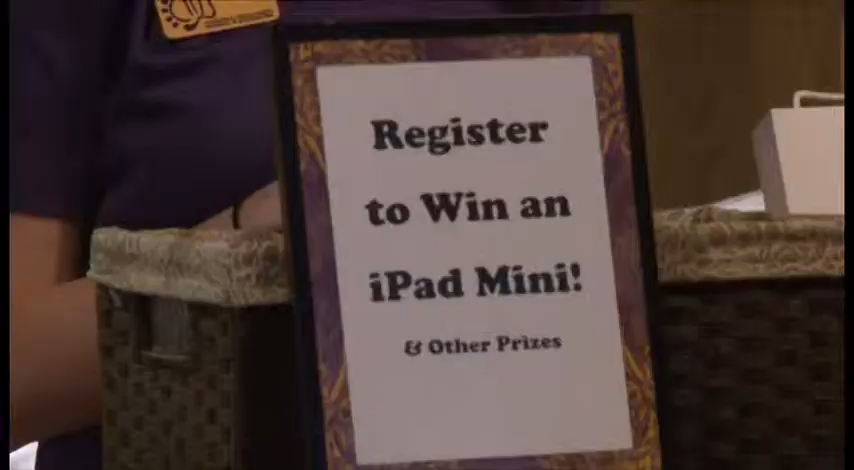 Register
to Win an
iPad Mini!
& Other Prizes